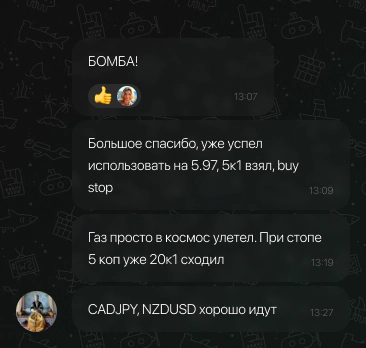 БОМБА!
13:07
Большое спасибо, уже успел
использовать на 5.97, 5к1 взял, buy
stop
13:09
Газ просто в космос улетел. При стопе
5 коп уже 20к1 сходил
13:19
CADJPY, NZDUSD хорошо идут
13:27